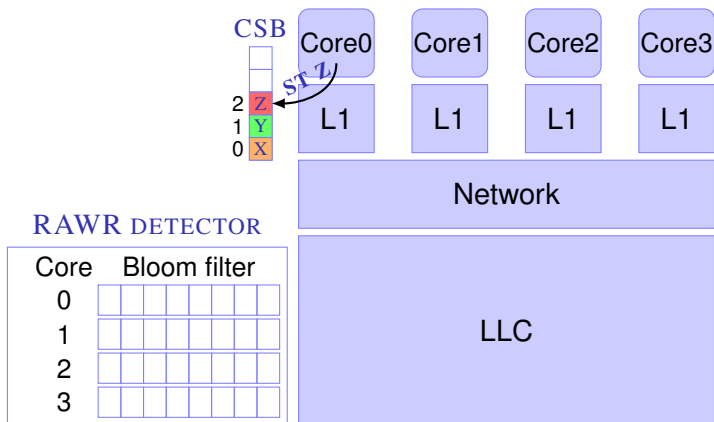 CSB
Core0 Core1 Core2 Core3
ST Z
2 Z
1 Y
0 X
L1 L1 L1 L1
Network
RAWR DETECTOR
Core Bloom filter
0
1
2
3
LLC